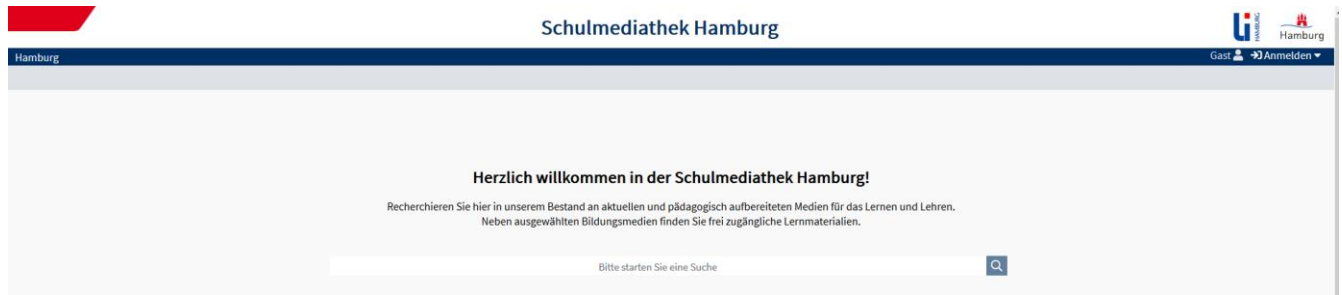 Schulmediathek Hamburg
Li HAMBURG
Hamburg
Hamburg
Gast Anmelden
Herzlich willkommen in der Schulmediathek Hamburg!
Recherchieren Sie hier in unserem Bestand an aktuellen und pädagogisch aufbereiteten Medien für das Lernen und Lehren.
Neben ausgewählten Bildungsmedien finden Sie frei zugängliche Lernmaterialien.
Bitte starten Sie eine Suche